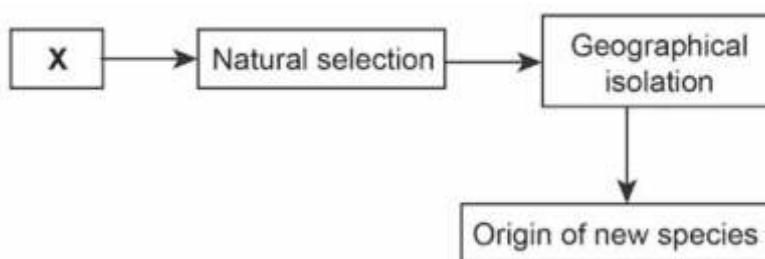 X
Natural selection
Geographical
isolation
Origin of new species